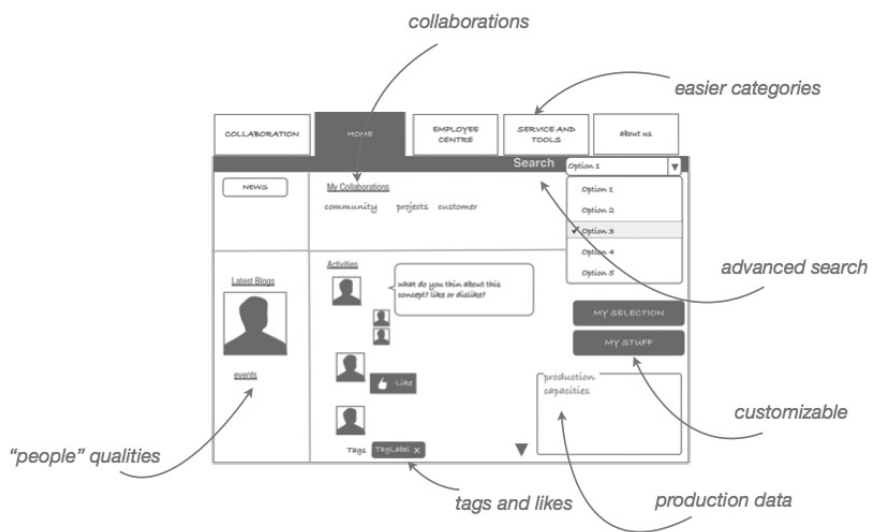 collaborations
easier categories
COLLABORATION
HOME
EMPLOYEE
CENTRE
SERVICE AND
TOOLS
about us
Search
Option 1
NEWS
My Collaborations
community projects customer
Option 1
Option 2
Option 3
Option 4
Option 5
advanced search
Latest Blogs
Activities
what do you thin about this
concept? like or dislike?
MY SELECTION
MY STUFF
events
Like
production
capacities
customizable
Tags TagLabel X
"people" qualities
tags and likes
production data